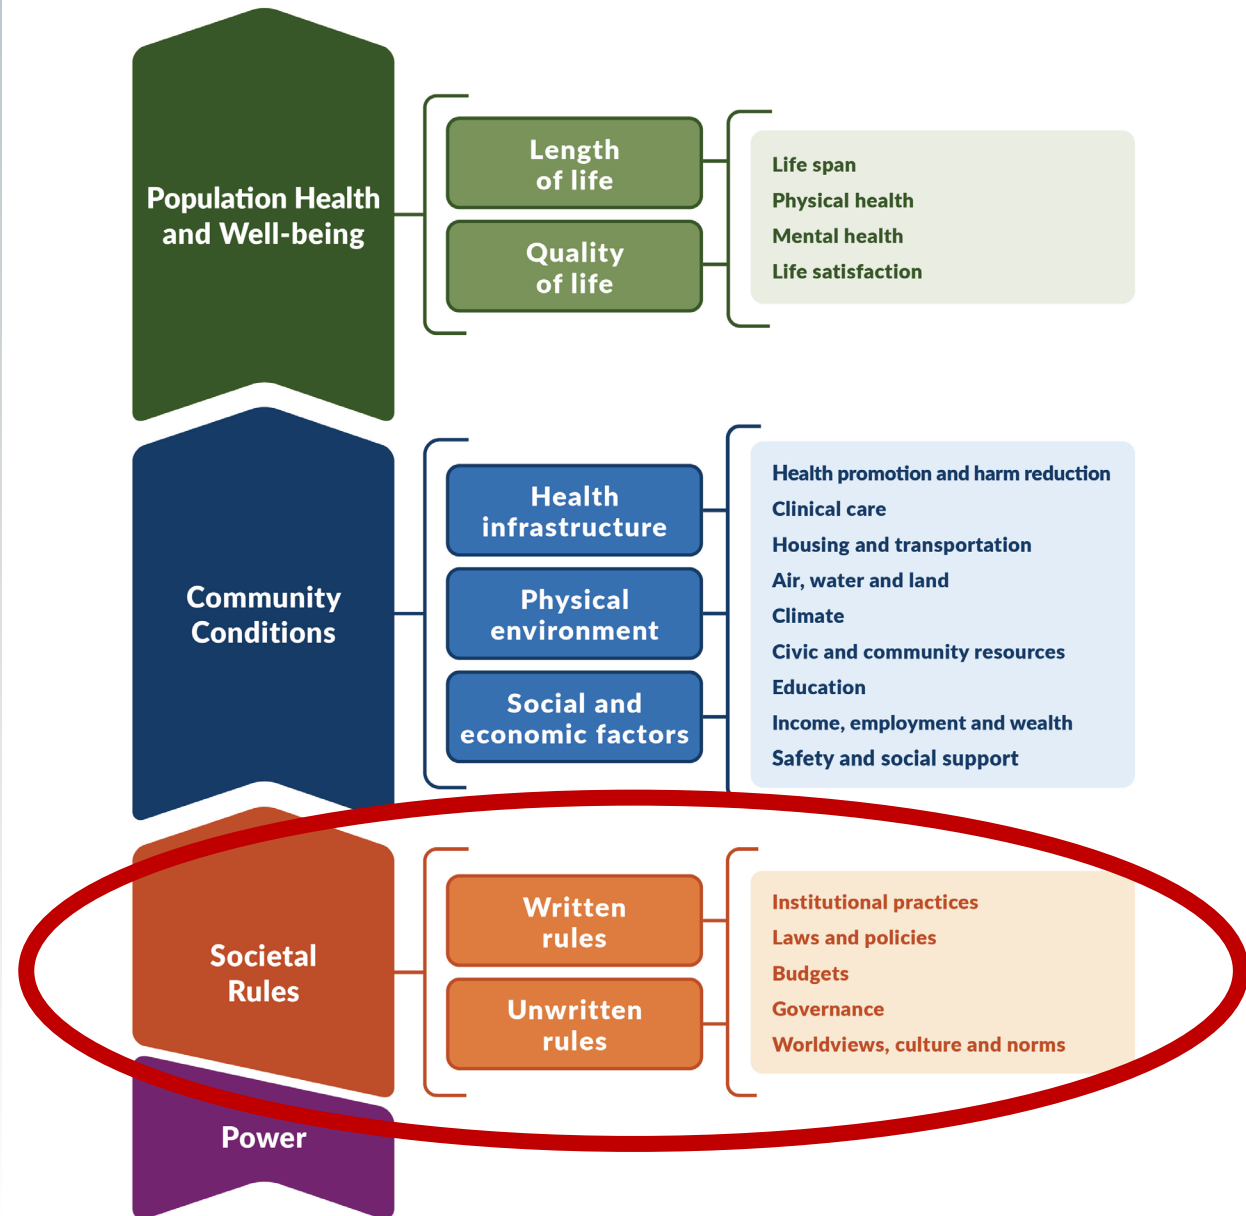 Population Health
and Well-being
Length
of life
Quality
of life
Life span
Physical health
Mental health
Life satisfaction
Community
Conditions
Health
infrastructure
Physical
environment
Social and
economic factors
Health promotion and harm reduction
Clinical care
Housing and transportation
Air, water and land
Climate
Civic and community resources
Education
Income, employment and wealth
Safety and social support
Societal
Rules
Written
rules
Unwritten
rules
Institutional practices
Laws and policies
Budgets
Governance
Worldviews, culture and norms
Power